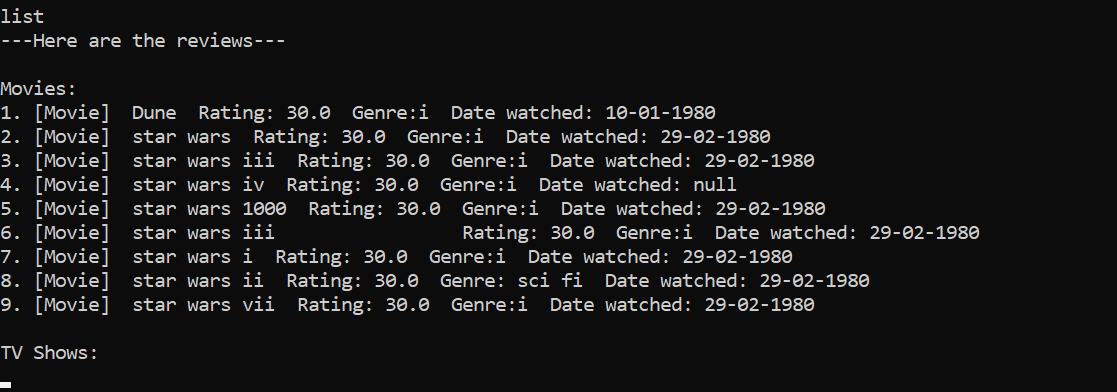 list
---Here are the reviews---

Movies:
1. [Movie]  Dune  Rating: 30.0  Genre:i  Date watched: 10-01-1980
2. [Movie]  star wars  Rating: 30.0  Genre:i  Date watched: 29-02-1980
3. [Movie]  star wars iii  Rating: 30.0  Genre:i  Date watched: 29-02-1980
4. [Movie]  star wars iv  Rating: 30.0  Genre:i  Date watched: null
5. [Movie]  star wars 1000  Rating: 30.0  Genre:i  Date watched: 29-02-1980
6. [Movie]  star wars iii                 Rating: 30.0  Genre:i  Date watched: 29-02-1980
7. [Movie]  star wars i  Rating: 30.0  Genre:i  Date watched: 29-02-1980
8. [Movie]  star wars ii  Rating: 30.0  Genre: sci fi  Date watched: 29-02-1980
9. [Movie]  star wars vii  Rating: 30.0  Genre:i  Date watched: 29-02-1980

TV Shows: